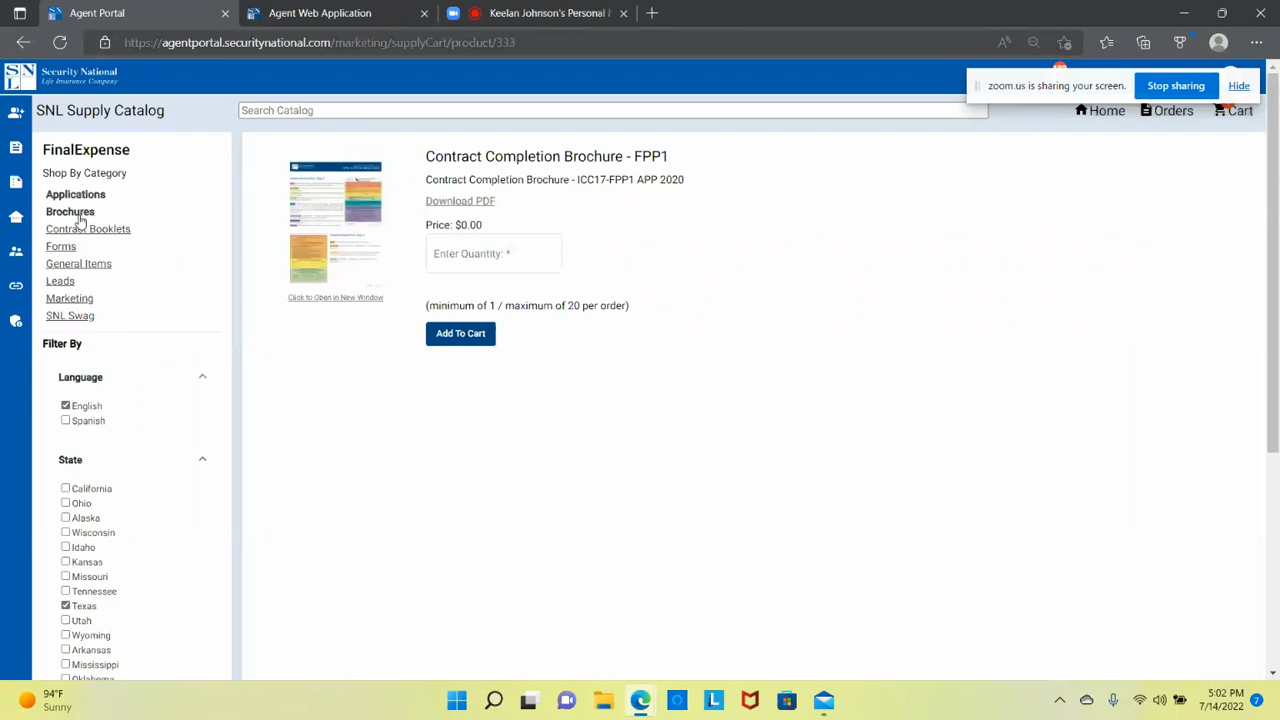 Agent Portal
Agent Web Application
Keelan Johnson's Personal
https://agentportal.securitynational.com/marketing/supplyCart/product/333
SNL
Security National
Life Insurance Company
zoom.us is sharing your screen.
Stop sharing
Hide
SNL Supply Catalog
Search Catalog
Home
Orders
Cart
FinalExpense
Shop By Category
Applications
Brochures
Contract Booklets
Forms
General Items
Leads
Marketing
SNL Swag
Filter By
Language
English
Spanish
State
California
Ohio
Alaska
Wisconsin
Idaho
Kansas
Missouri
Tennessee
Texas
Utah
Wyoming
Arkansas
Mississippi
Oklahoma
Click to Open in New Window
Contract Completion Brochure - FPP1
Contract Completion Brochure - ICC17-FPP1 APP 2020
Download PDF
Price: $0.00
Enter Quantity: *
(minimum of 1 / maximum of 20 per order)
Add To Cart
94°F
Sunny
5:02 PM
7/14/2022
7